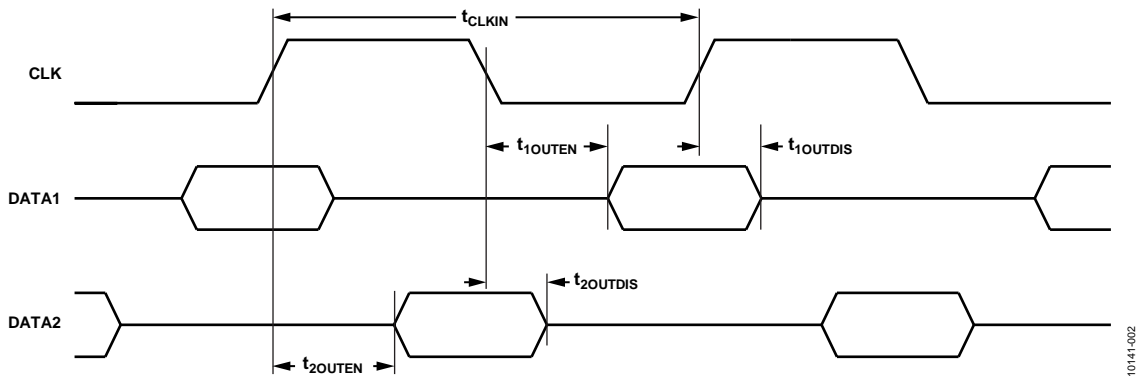 tCLKIN
CLK
t1OUTEN
t1OUTDIS
DATA1
t2OUTDIS
DATA2
t2OUTEN
10141-002